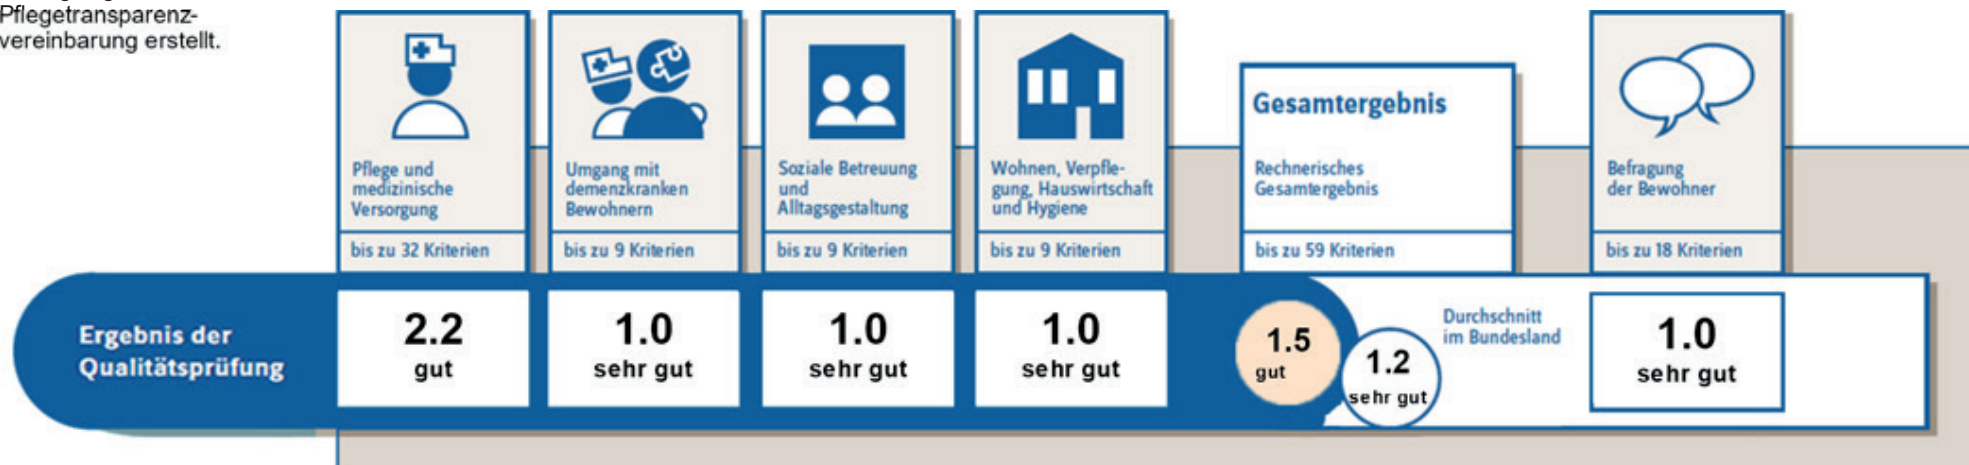 Pflegetransparenz-
vereinbarung erstellt.
Pflege und
medizinische
Versorgung
bis zu 32 Kriterien
Umgang mit
demenzkranken
Bewohnern
bis zu 9 Kriterien
Soziale Betreuung
und
Alltagsgestaltung
bis zu 9 Kriterien
Wohnen, Verpfle-
gung, Hauswirtschaft
und Hygiene
bis zu 9 Kriterien
Gesamtergebnis
Rechnerisches
Gesamtergebnis
bis zu 59 Kriterien
Befragung
der Bewohner
bis zu 18 Kriterien
Ergebnis der
Qualitätsprüfung
2.2
gut
1.0
sehr gut
1.0
sehr gut
1.0
sehr gut
1.5
gut
1.2
sehr gut
Durchschnitt
im Bundesland
1.0
sehr gut